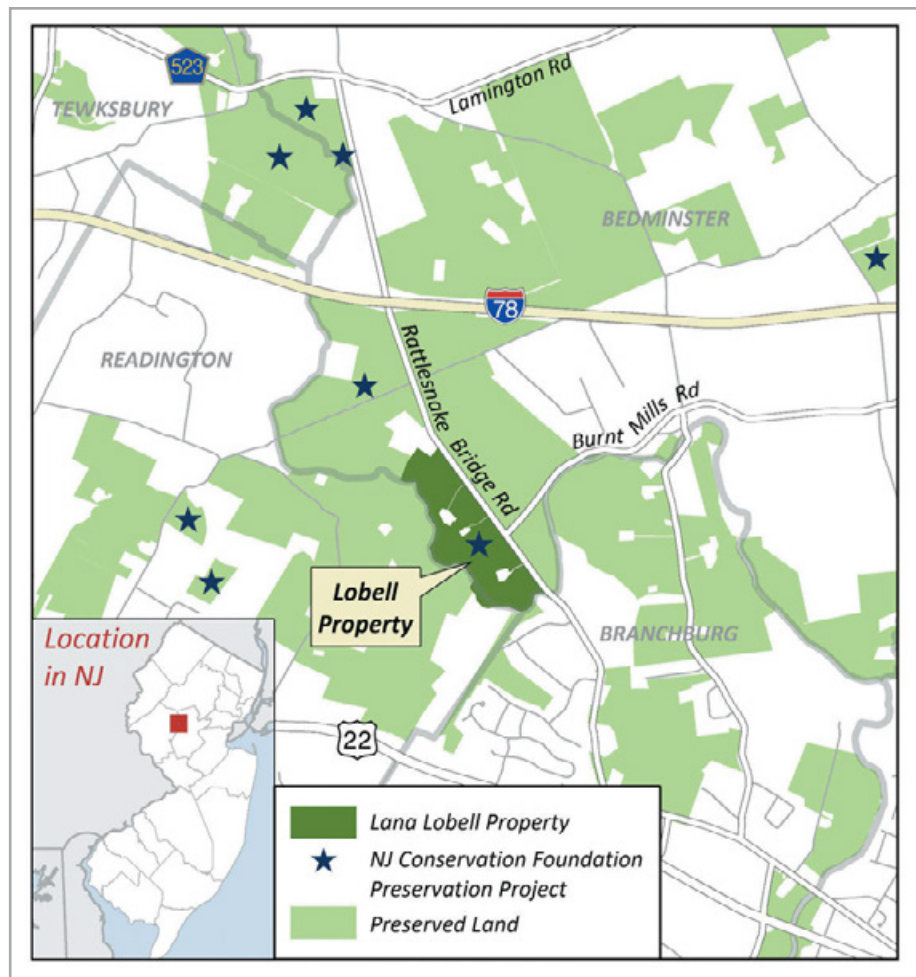 523
Lamington Rd
TEWKSBURY
BEDMINSTER
78
READINGTON
Rattlesnake Bridge Rd
Burnt Mills Rd
Lobell
Property
BRANCHBURG
Location
in NJ
22
Lana Lobell Property
NJ Conservation Foundation
Preservation Project
Preserved Land